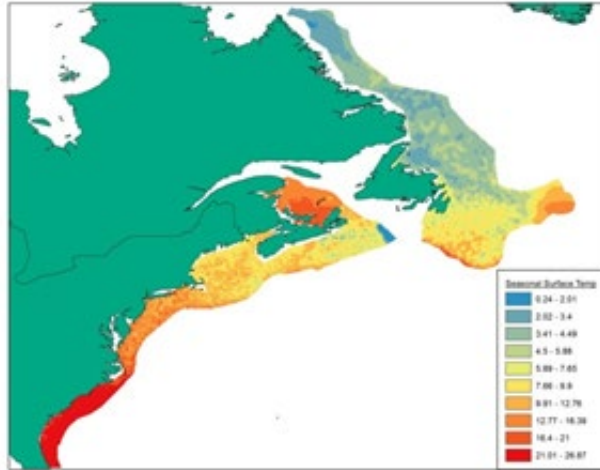 Seasonal Surface Temp
0.24 - 2.01
2.02 - 3.4
3.41 - 4.49
4.5 - 5.88
5.89 - 7.65
7.66 - 9.9
9.91 - 12.76
12.77 - 16.39
16.4 - 21
21.01 - 26.87